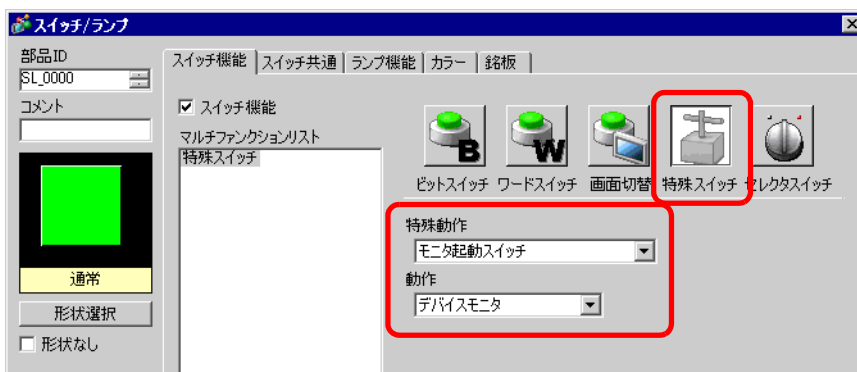 スイッチ/ランプ
部品ID
SL_0000
コメント
通常
形状選択
形状なし
スイッチ機能 スイッチ共通 ランプ機能 カラー 銘板
スイッチ機能
マルチファンクションリスト
特殊スイッチ
B W
ビットスイッチ ワードスイッチ 画面切替 特殊スイッチ セレクタスイッチ
特殊動作
モニタ起動スイッチ
動作
デバイスモニタ